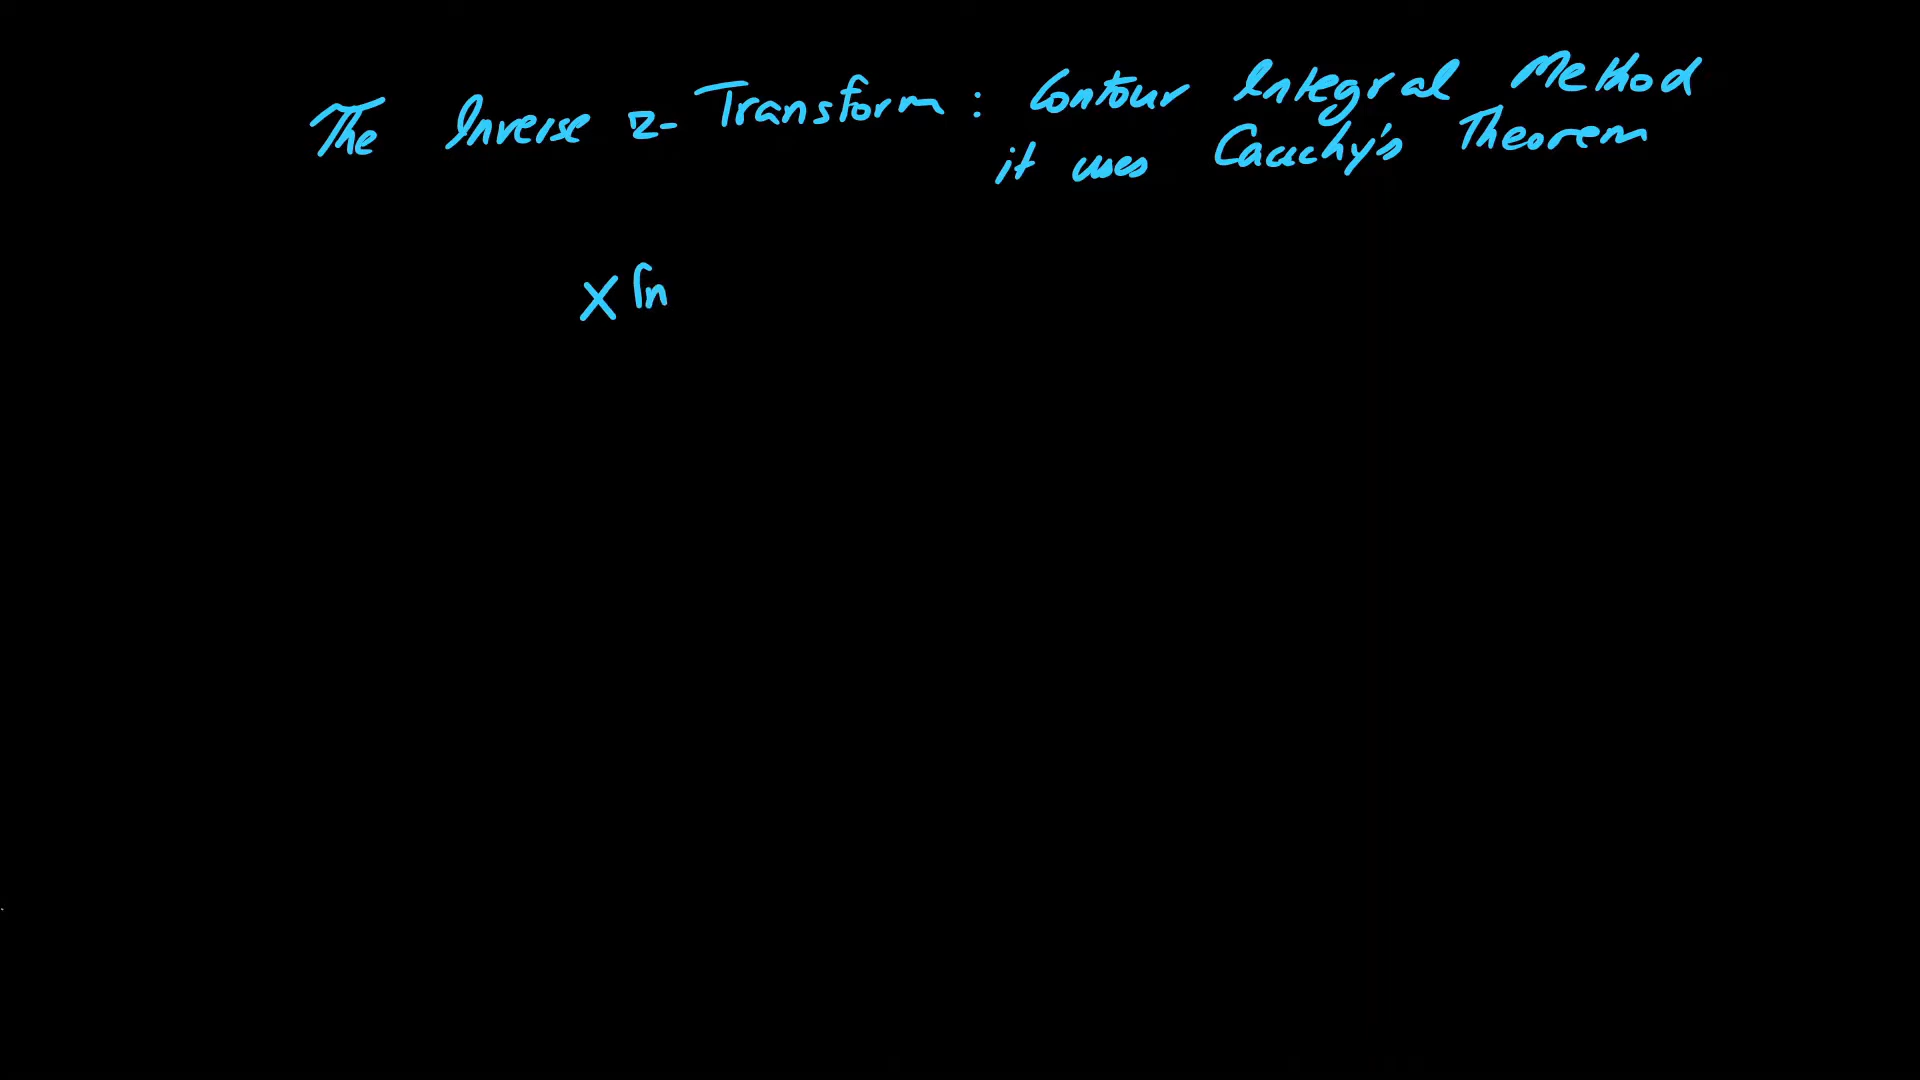 The Inverse z-Transform: Contour Integral Method
it uses Cauchy's Theorem
x[n